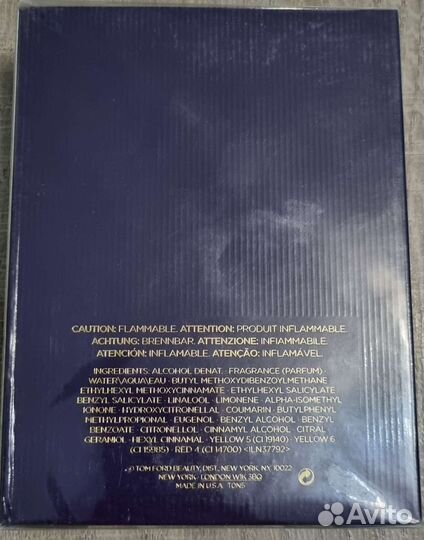 CAUTION: FLAMMABLE. ATTENTION: PRODUIT INFLAMMABLE.
ACHTUNG: BRENNBAR. ATTENZIONE: INFIAMMABILE.
ATENCIÓN: INFLAMABLE. ATENÇÃO: INFLAMÁVEL.
INGREDIENTS: ALCOHOL DENAT. · FRAGRANCE (PARFUM) ·
WATER\AQUA\EAU · BUTYL METHOXYDIBENZOYLMETHANE
ETHYLHEXYL METHOXYCINNAMATE · ETHYLHEXYL SALICYLATE
BENZYL SALICYLATE · LINALOOL · LIMONENE · ALPHA-ISOMETHYL
IONONE · HYDROXYCITRONELLAL · COUMARIN · BUTYLPHENYL
METHYLPROPIONAL · EUGENOL · BENZYL ALCOHOL · BENZYL
BENZOATE · CITRONELLOL · CINNAMYL ALCOHOL · CITRAL
GERANIOL · HEXYL CINNAMAL · YELLOW 5 (CI 19140) · YELLOW 6
(CI 15985) · RED 4 (CI 14700) <ILN37792>
© TOM FORD BEAUTY, DIST., NEW YORK, NY 10022
NEW YORK · LONDON W1K 3BQ
MADE IN U.S.A. TON5
Avito